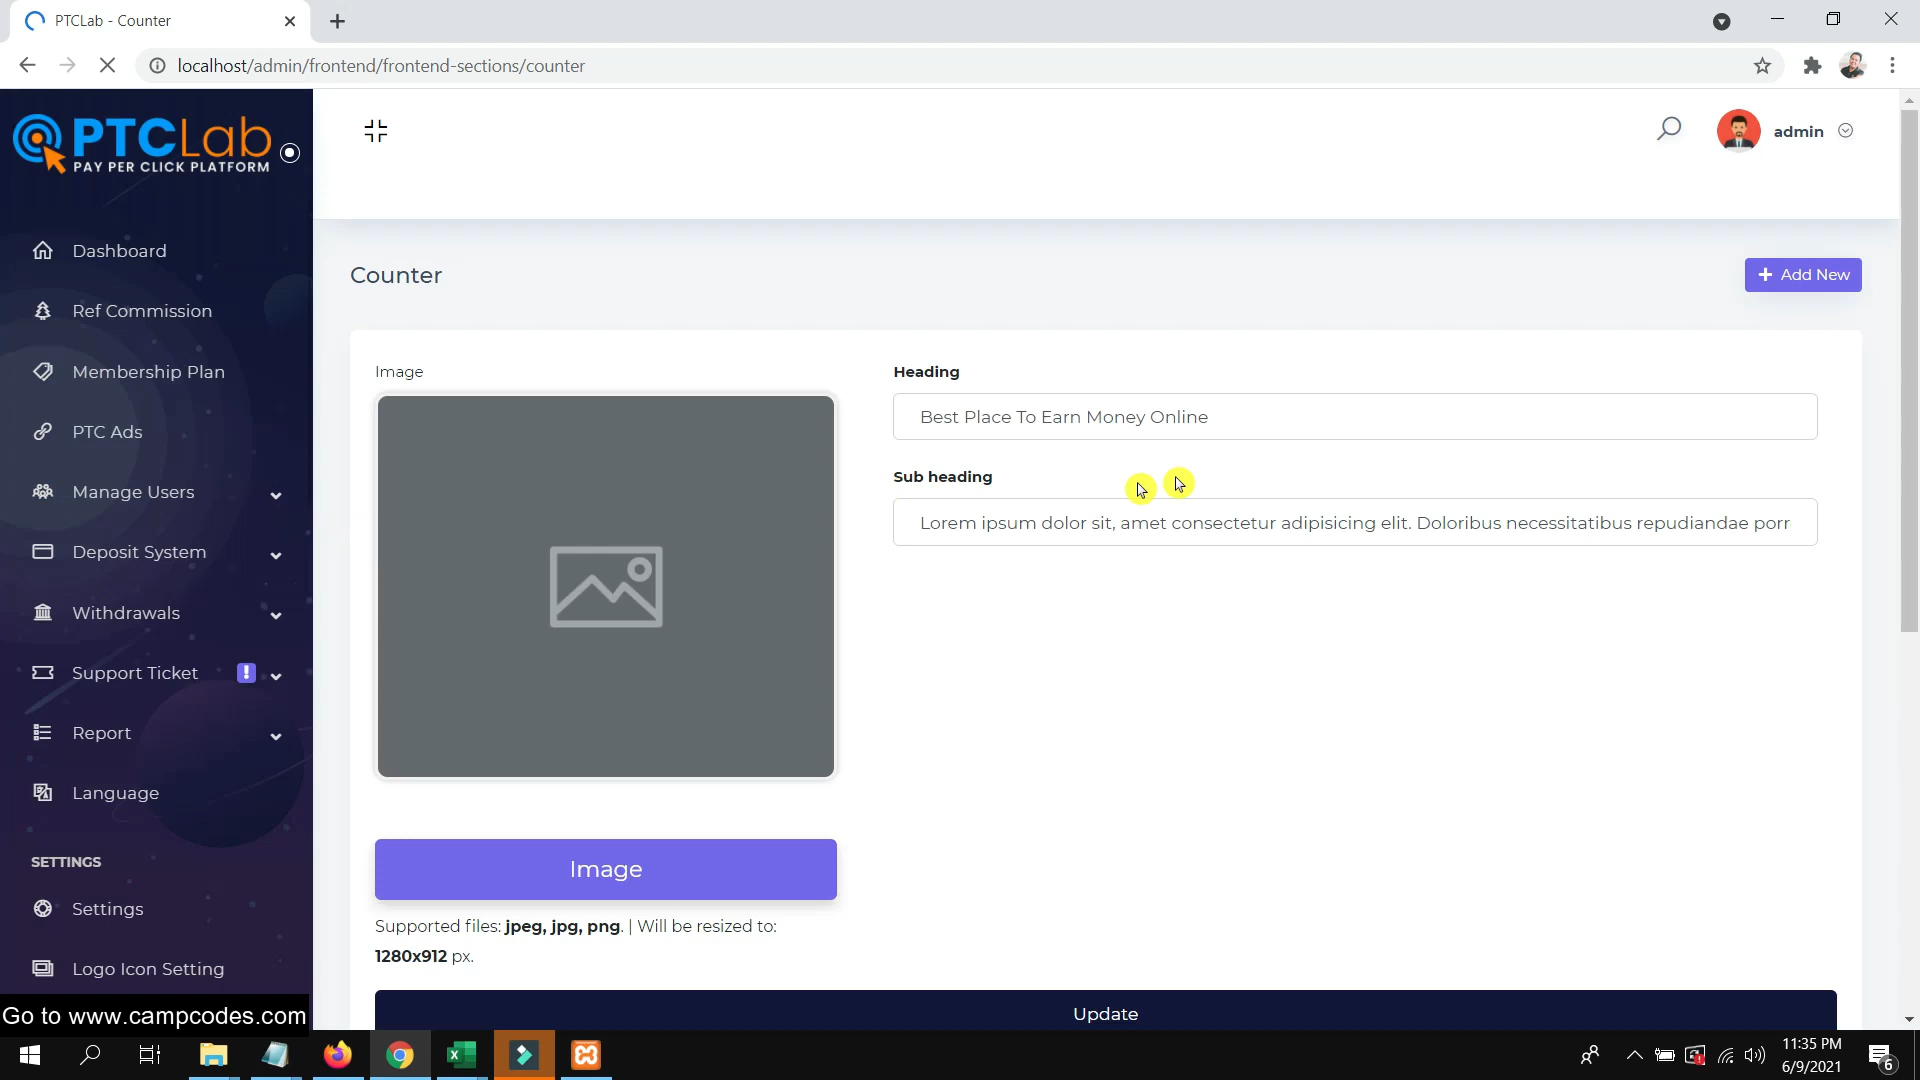 PTCLab - Counter
localhost/admin/frontend/frontend-sections/counter
PTCLab
PAY PER CLICK PLATFORM
admin
Dashboard
Ref Commission
Membership Plan
PTC Ads
Manage Users
Deposit System
Withdrawals
Support Ticket
!
Report
Language
SETTINGS
Settings
Logo Icon Setting
Counter
Add New
Image
Heading
Best Place To Earn Money Online
Sub heading
Lorem ipsum dolor sit, amet consectetur adipisicing elit. Doloribus necessitatibus repudiandae porr
Image
Supported files: jpeg, jpg, png. | Will be resized to:
1280x912 px.
Update
Go to www.campcodes.com
11:35 PM
6/9/2021
6